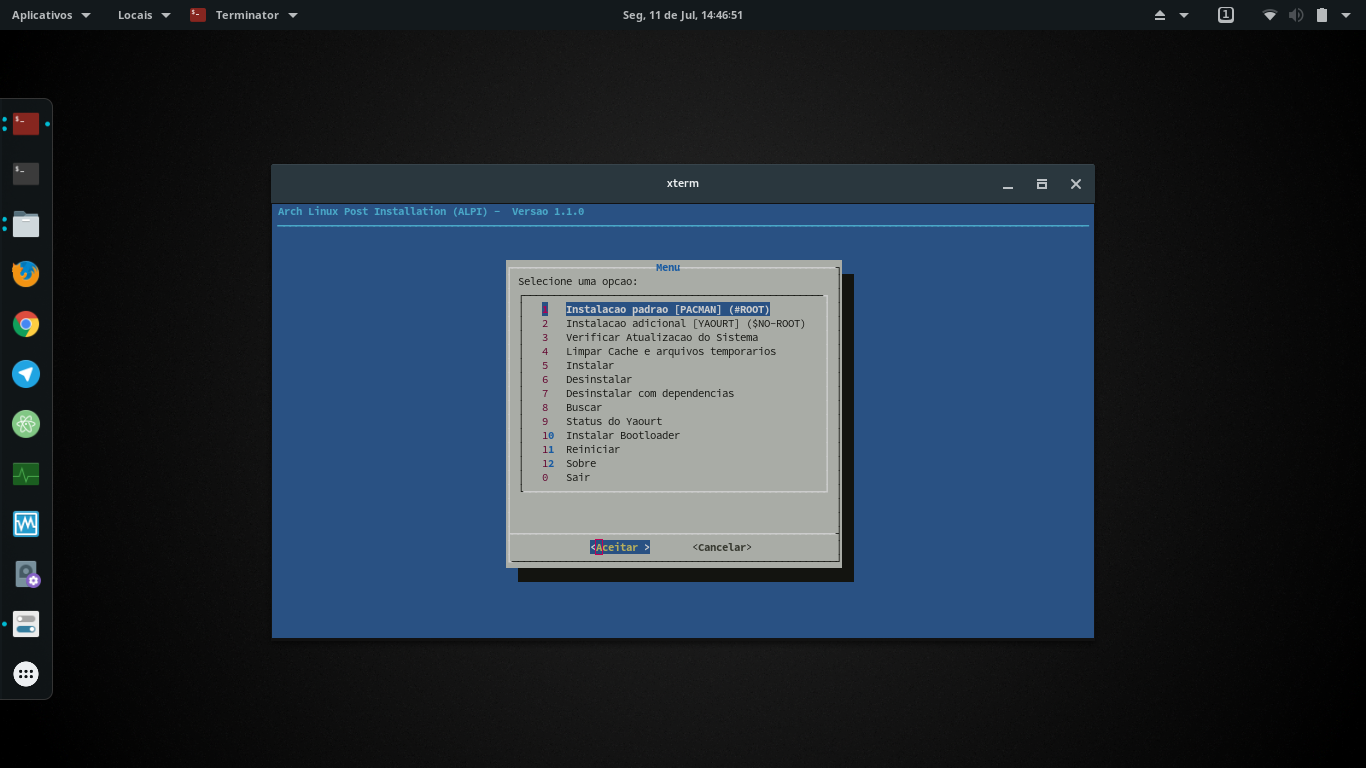 Aplicativos Locais Terminator Seg, 11 de Jul, 14:46:51 1
$_
$_
xterm
Arch Linux Post Installation (ALPI) - Versao 1.1.0
Menu
Selecione uma opcao:
1 Instalacao padrao [PACMAN] (#ROOT)
2 Instalacao adicional [YAOURT] ($NO-ROOT)
3 Verificar Atualizacao do Sistema
4 Limpar Cache e arquivos temporarios
5 Instalar
6 Desinstalar
7 Desinstalar com dependencias
8 Buscar
9 Status do Yaourt
10 Instalar Bootloader
11 Reiniciar
12 Sobre
0 Sair
<Aceitar > <Cancelar>